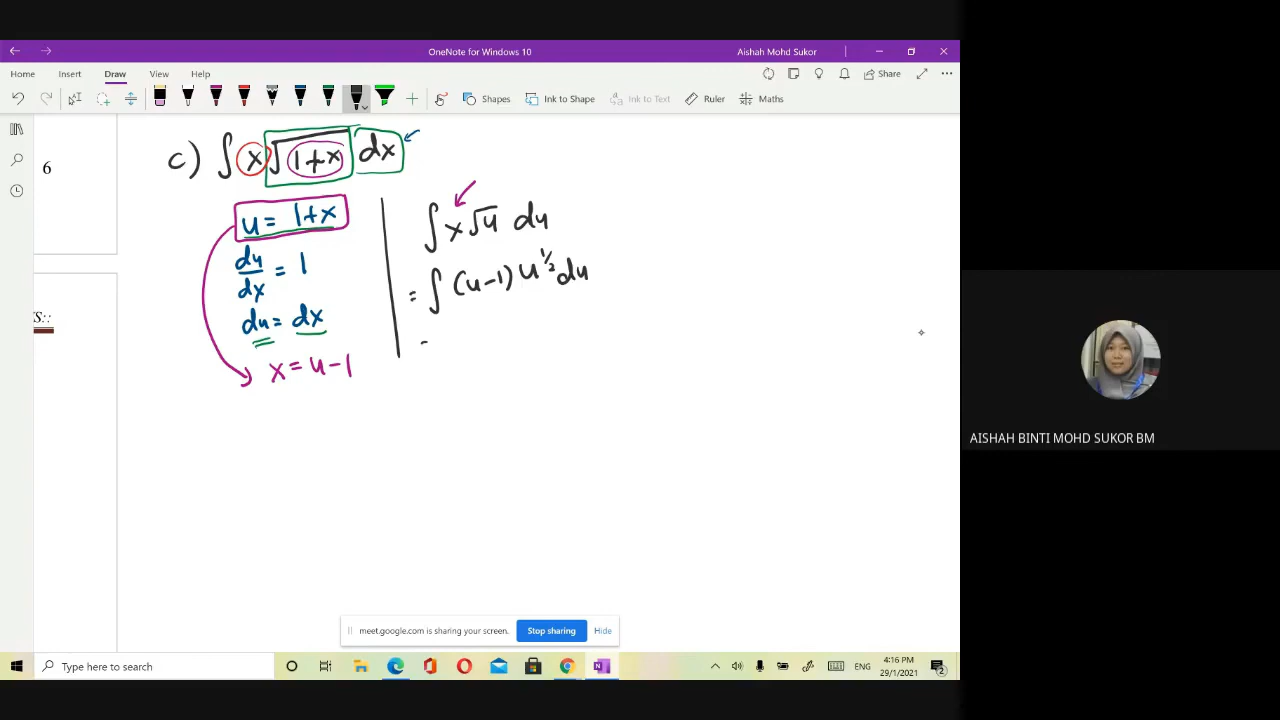 OneNote for Windows 10
Aishah Mohd Sukor
Home Insert Draw View Help
Share
Shapes Ink to Shape Ink to Text Ruler Maths
6
S::
c) ∫ x √1+x dx
u = 1+x
du/dx = 1
du = dx
x = u-1
∫ x √u du
= ∫ (u-1) u^1/2 du
-
AISHAH BINTI MOHD SUKOR BM
meet.google.com is sharing your screen. Stop sharing Hide
Type here to search
ENG
4:16 PM
29/1/2021
2